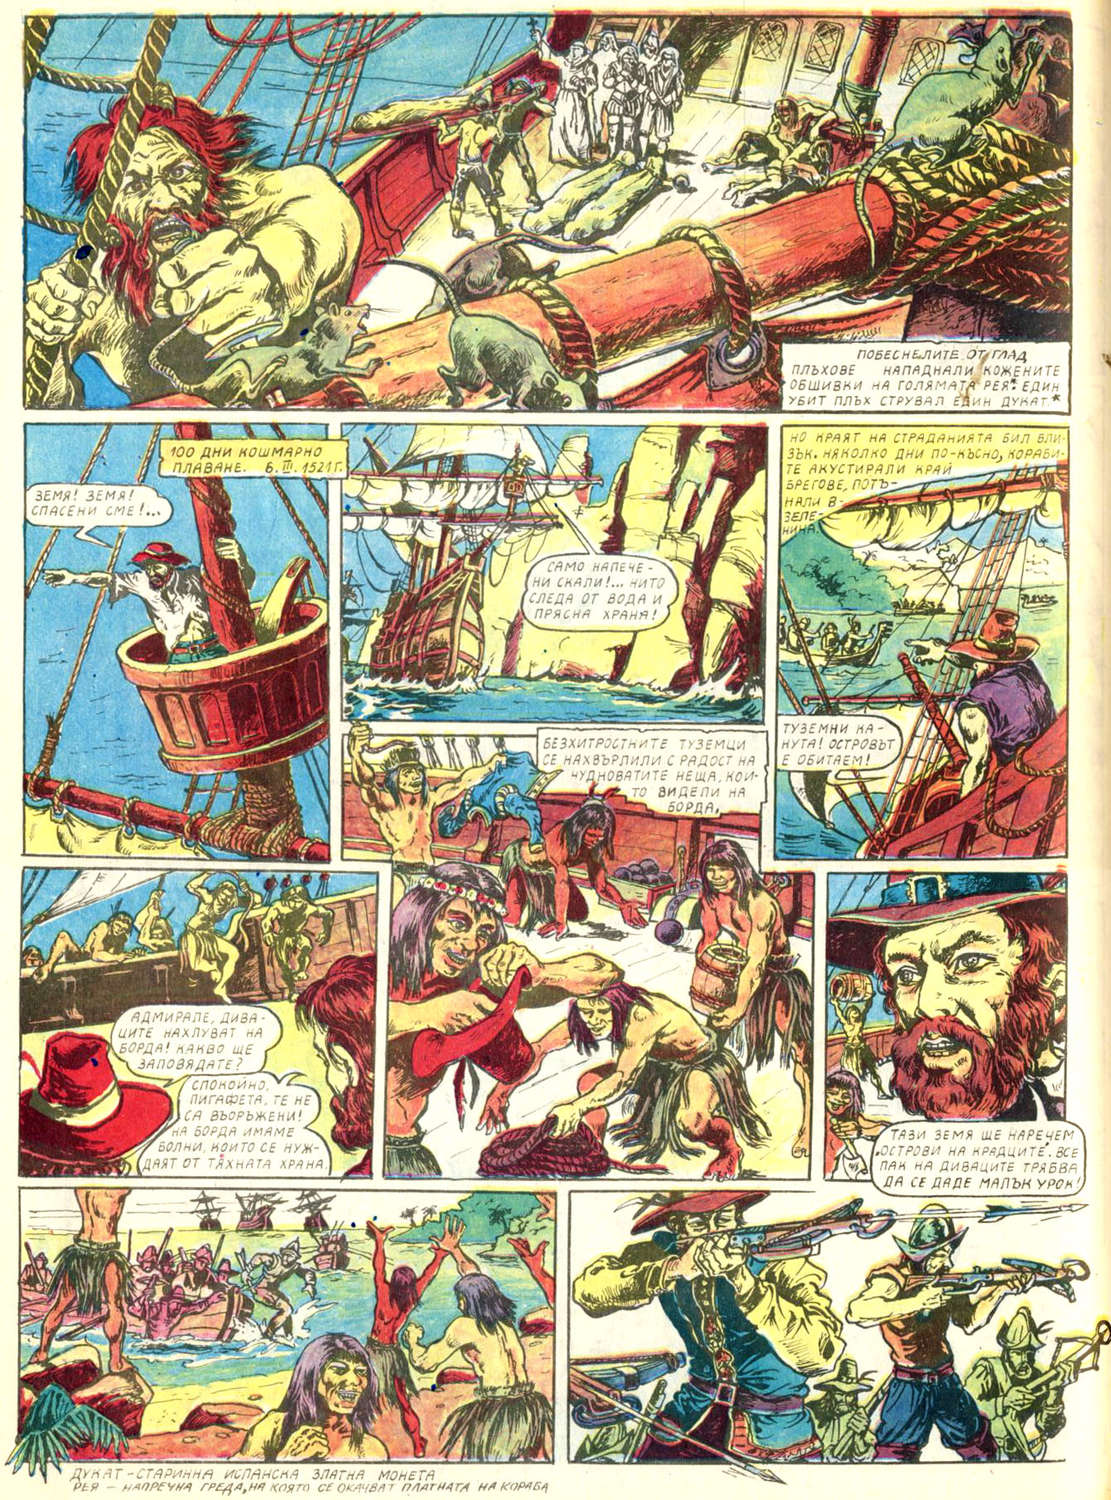 ПОБЕСНЕЛИТЕ ОТ ГЛАД
ПЛЪХОВЕ НАПАДНАЛИ КОЖЕНИТЕ
ОБШИВКИ НА ГОЛЯМАТА РЕЯ* ЕДИН
УБИТ ПЛЪХ СТРУВАЛ ЕДИН ДУКАТ.*
100 ДНИ КОШМАРНО
ПЛАВАНЕ. 6. III. 1521 Г.
ЗЕМЯ! ЗЕМЯ!
СПАСЕНИ СМЕ!...
САМО НАПЕЧЕ-
НИ СКАЛИ!... НИТО
СЛЕДА ОТ ВОДА И
ПРЯСНА ХРАНА!
НО КРАЯТ НА СТРАДАНИЯТА БИЛ БЛИ-
ЗЪК. НЯКОЛКО ДНИ ПО-КЪСНО, КОРАБИ-
ТЕ АКУСТИРАЛИ КРАЙ
БРЕГОВЕ, ПОТЪ-
НАЛИ В
ЗЕЛЕ-
НИНА.
ТУЗЕМНИ КА-
НУТА! ОСТРОВЪТ
Е ОБИТАЕМ!
БЕЗХИТРОСТНИТЕ ТУЗЕМЦИ
СЕ НАХВЪРЛИЛИ С РАДОСТ НА
ЧУДНОВАТИТЕ НЕЩА, КОИ-
ТО ВИДЕЛИ НА
БОРДА.
АДМИРАЛЕ, ДИВА-
ЦИТЕ НАХЛУВАТ НА
БОРДА! КАКВО ЩЕ
ЗАПОВЯДАТЕ?
СПОКОЙНО,
ПИГАФЕТА, ТЕ НЕ
СА ВЪОРЪЖЕНИ!
НА БОРДА ИМАМЕ
БОЛНИ, КОИТО СЕ НУЖ-
ДАЯТ ОТ ТЯХНАТА ХРАНА.
ТАЗИ ЗЕМЯ ЩЕ НАРЕЧЕМ
„ОСТРОВИ НА КРАДЦИТЕ“. ВСЕ
ПАК НА ДИВАЦИТЕ ТРЯБВА
ДА СЕ ДАДЕ МАЛЪК УРОК!
ДУКАТ - СТАРИННА ИСПАНСКА ЗЛАТНА МОНЕТА
РЕЯ - НАПРЕЧНА ГРЕДА, НА КОЯТО СЕ ОКАЧВАТ ПЛАТНАТА НА КОРАБА